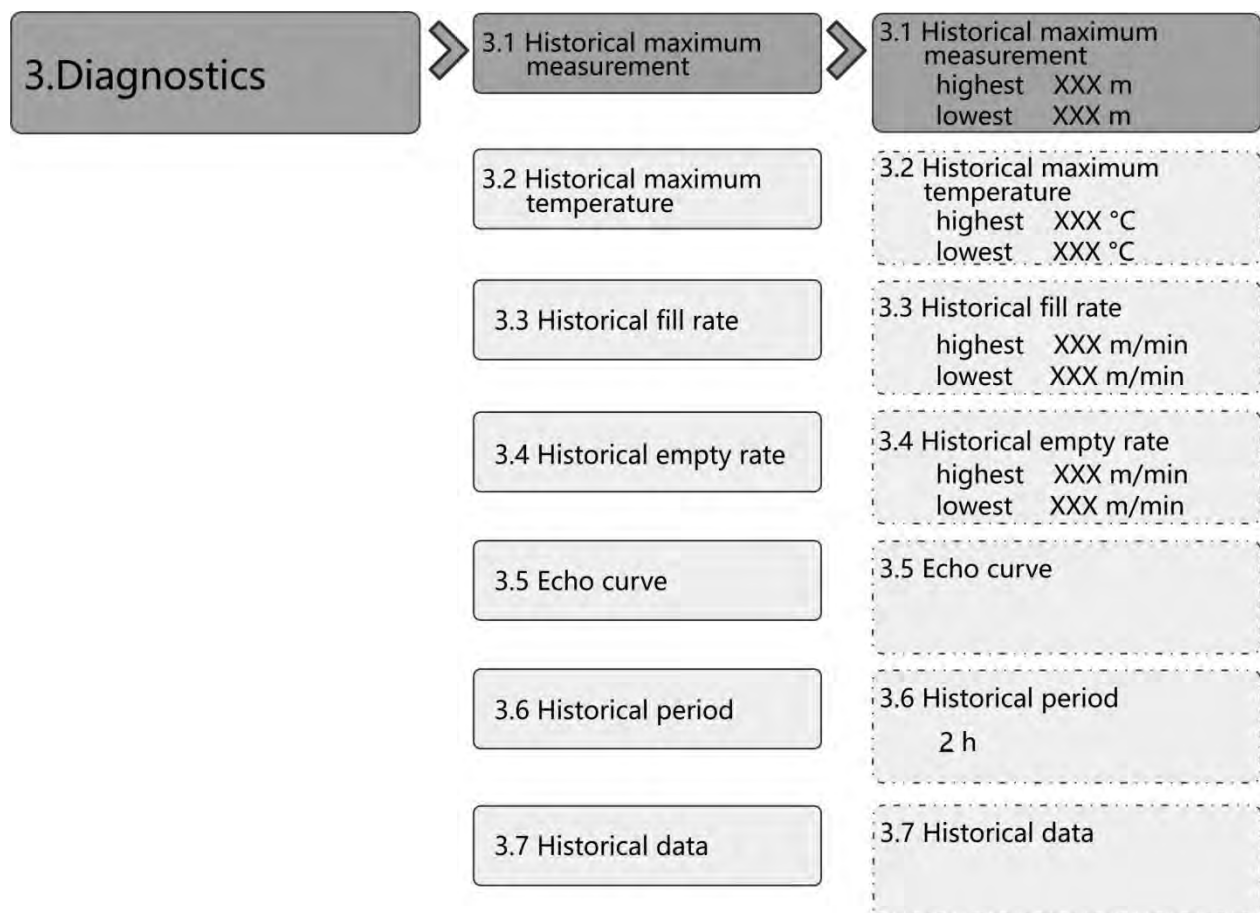 3.Diagnostics
3.1 Historical maximum
measurement
3.1 Historical maximum
measurement
highest XXX m
lowest XXX m
3.2 Historical maximum
temperature
3.2 Historical maximum
temperature
highest XXX °C
lowest XXX °C
3.3 Historical fill rate
3.3 Historical fill rate
highest XXX m/min
lowest XXX m/min
3.4 Historical empty rate
3.4 Historical empty rate
highest XXX m/min
lowest XXX m/min
3.5 Echo curve
3.5 Echo curve
3.6 Historical period
3.6 Historical period
2 h
3.7 Historical data
3.7 Historical data